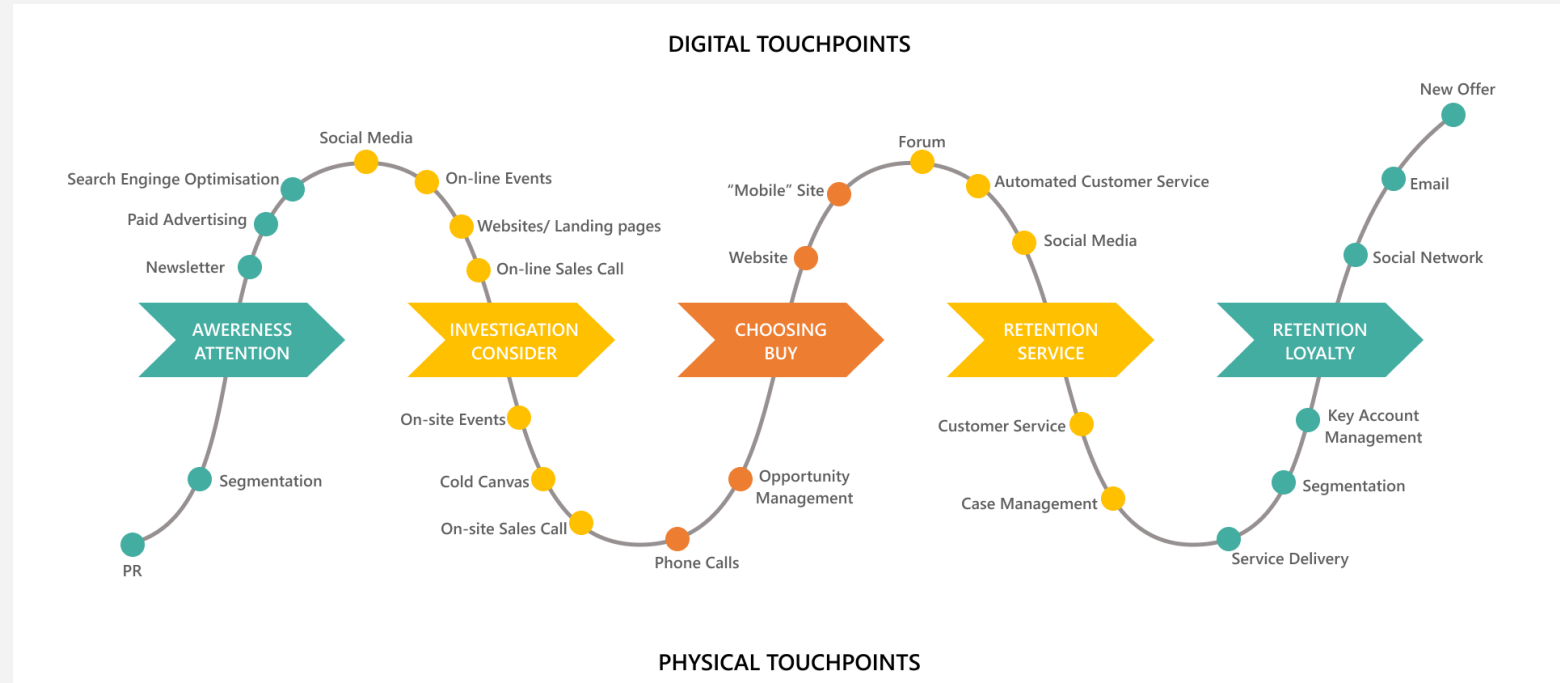 DIGITAL TOUCHPOINTS
New Offer
Social Media
Forum
Search Enginge Optimisation
On-line Events
"Mobile" Site
Automated Customer Service
Email
Paid Advertising
Websites/ Landing pages
Social Media
Newsletter
On-line Sales Call
Website
Social Network
AWERENESS
ATTENTION
INVESTIGATION
CONSIDER
CHOOSING
BUY
RETENTION
SERVICE
RETENTION
LOYALTY
On-site Events
Customer Service
Key Account
Management
Segmentation
Cold Canvas
Opportunity
Management
Case Management
Segmentation
On-site Sales Call
PR
Phone Calls
Service Delivery
PHYSICAL TOUCHPOINTS